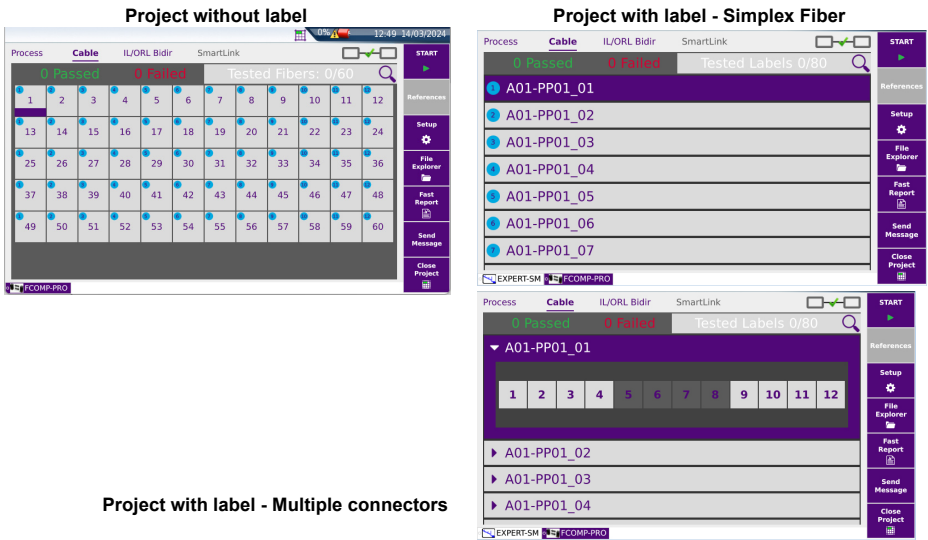 Project without label
0% 12:49 14/03/2024
Process Cable IL/ORL Bidir SmartLink
0 Passed 0 Failed Tested Fibers: 0/60
1 2 3 4 5 6 7 8 9 10 11 12
13 14 15 16 17 18 19 20 21 22 23 24
25 26 27 28 29 30 31 32 33 34 35 36
37 38 39 40 41 42 43 44 45 46 47 48
49 50 51 52 53 54 55 56 57 58 59 60
START
References
Setup
File
Explorer
Fast
Report
Send
Message
Close
Project
FCOMP-PRO
Project with label - Simplex Fiber
Process Cable IL/ORL Bidir SmartLink
0 Passed 0 Failed Tested Labels 0/80
1 A01-PP01_01
2 A01-PP01_02
3 A01-PP01_03
4 A01-PP01_04
5 A01-PP01_05
6 A01-PP01_06
7 A01-PP01_07
START
References
Setup
File
Explorer
Fast
Report
Send
Message
Close
Project
EXPERT-SM FCOMP-PRO
Process Cable IL/ORL Bidir SmartLink
0 Passed 0 Failed Tested Labels 0/80
A01-PP01_01
1 2 3 4 5 6 7 8 9 10 11 12
A01-PP01_02
A01-PP01_03
A01-PP01_04
START
References
Setup
File
Explorer
Fast
Report
Send
Message
Close
Project
EXPERT-SM FCOMP-PRO
Project with label - Multiple connectors